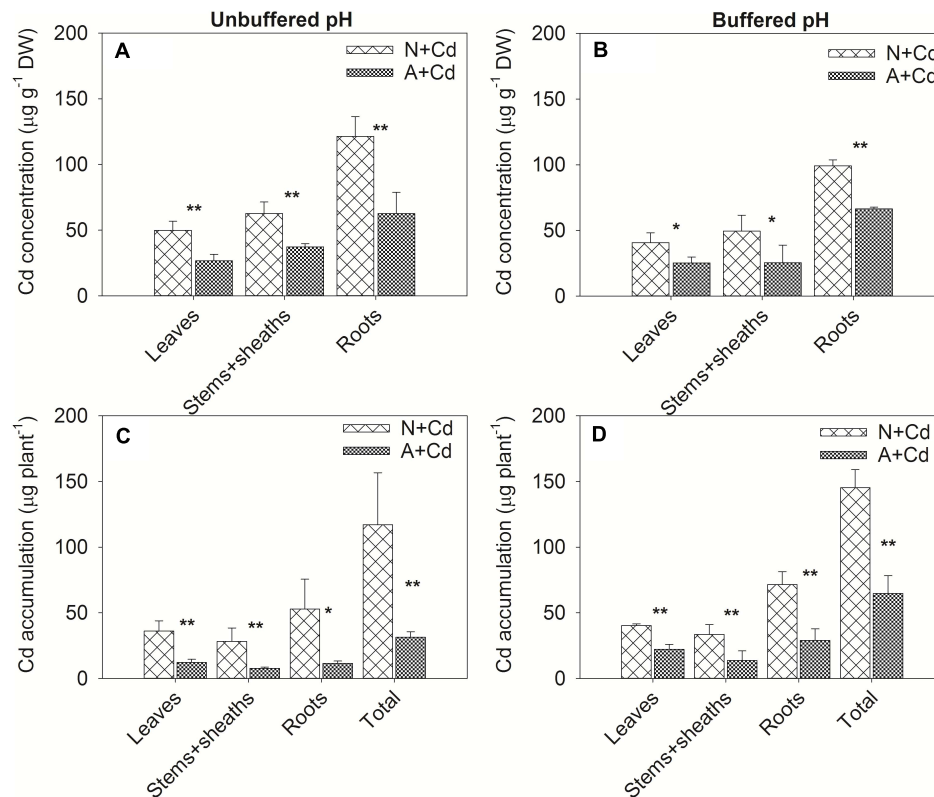 Unbuffered pH
Buffered pH
A
N+Cd
A+Cd
Cd concentration (µg g⁻¹ DW)
200
150
100
50
0
**
**
**
Leaves
Stems+sheaths
Roots
B
N+Cd
A+Cd
Cd concentration (µg g⁻¹ DW)
200
150
100
50
0
*
*
**
Leaves
Stems+sheaths
Roots
C
N+Cd
A+Cd
Cd accumulation (µg plant⁻¹)
200
150
100
50
0
**
**
*
**
Leaves
Stems+sheaths
Roots
Total
D
N+Cd
A+Cd
Cd accumulation (µg plant⁻¹)
200
150
100
50
0
**
**
**
**
Leaves
Stems+sheaths
Roots
Total